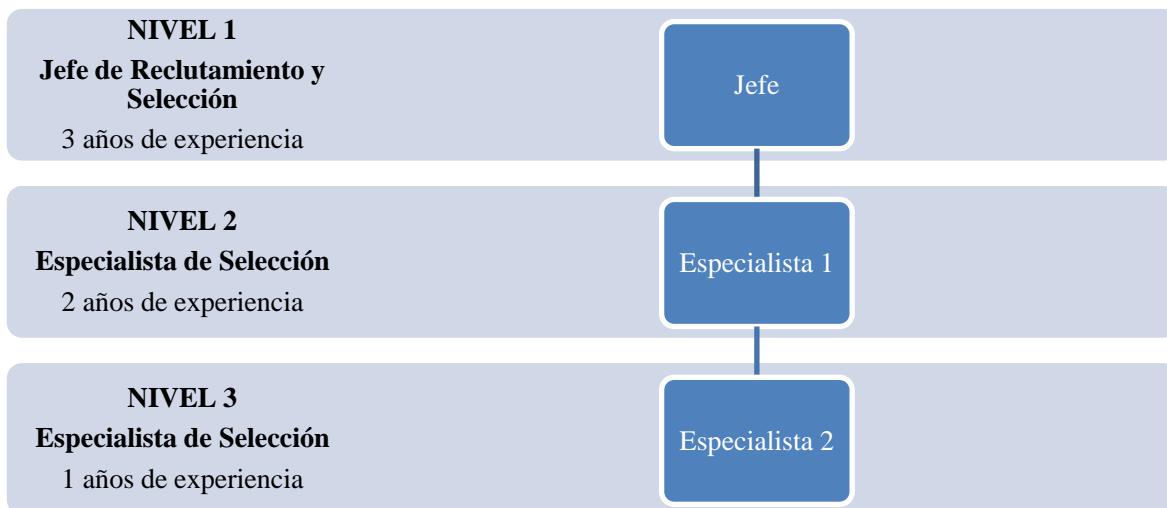 NIVEL 1
Jefe de Reclutamiento y
Selección
3 años de experiencia
Jefe
NIVEL 2
Especialista de Selección
2 años de experiencia
Especialista 1
NIVEL 3
Especialista de Selección
1 años de experiencia
Especialista 2